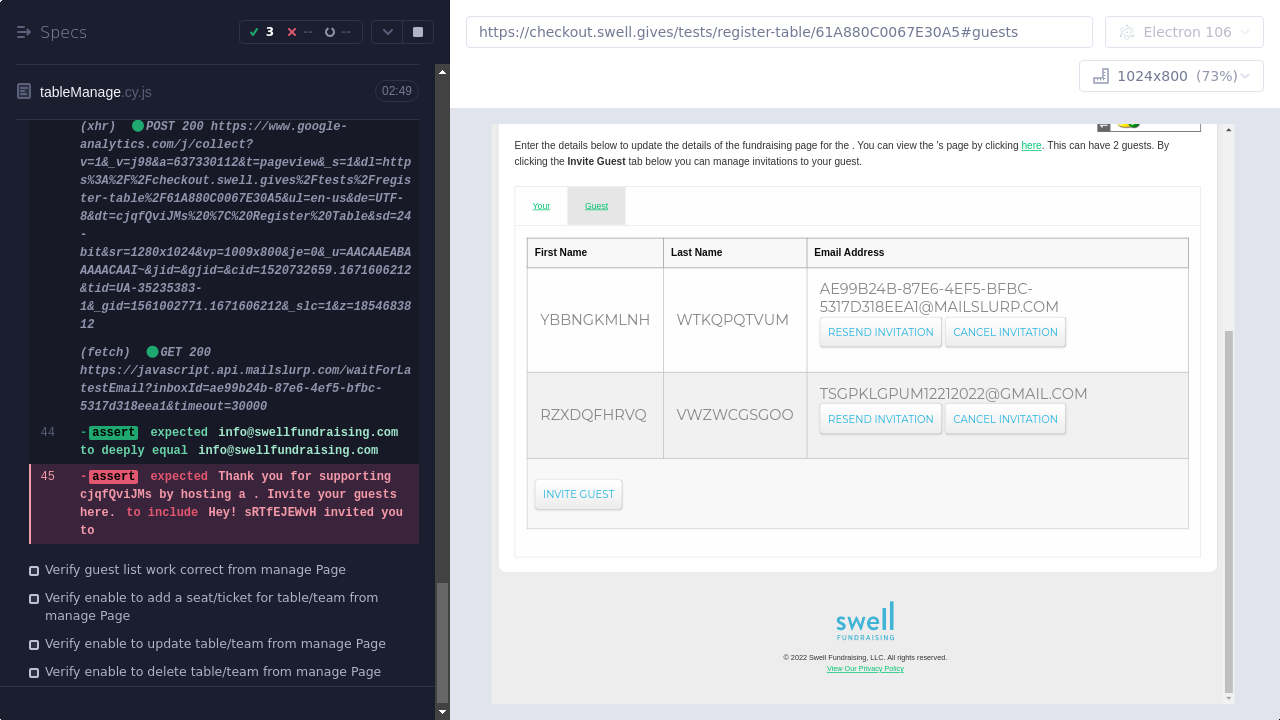 Specs
3
--
--
https://checkout.swell.gives/tests/register-table/61A880C0067E30A5#guests
Electron 106
1024x800 (73%)
tableManage.cy.js
02:49
(xhr) POST 200 https://www.google-
analytics.com/j/collect?
v=1&_v=j98&a=637330112&t=pageview&_s=1&dl=http
s%3A%2F%2Fcheckout.swell.gives%2Ftests%2Fregis
ter-table%2F61A880C0067E30A5&ul=en-us&de=UTF-
8&dt=cjqfQviJMs%20%7C%20Register%20Table&sd=24
-
bit&sr=1280x1024&vp=1009x800&je=0&_u=AACAAEABA
AAAACAAI~&jid=&gjid=&cid=1520732659.1671606212
&tid=UA-35235383-
1&_gid=1561002771.1671606212&_slc=1&z=18546838
12
(fetch) GET 200
https://javascript.api.mailslurp.com/waitForLa
testEmail?inboxId=ae99b24b-87e6-4ef5-bfbc-
5317d318eea1&timeout=30000
44 -assert expected info@swellfundraising.com
to deeply equal info@swellfundraising.com
45 -assert expected Thank you for supporting
cjqfQviJMs by hosting a . Invite your guests
here. to include Hey! sRTfEJEWvH invited you
to
Verify guest list work correct from manage Page
Verify enable to add a seat/ticket for table/team from
manage Page
Verify enable to update table/team from manage Page
Verify enable to delete table/team from manage Page
Enter the details below to update the details of the fundraising page for the . You can view the 's page by clicking here. This can have 2 guests. By
clicking the Invite Guest tab below you can manage invitations to your guest.
Your
Guest
First Name
Last Name
Email Address
YBBNGKMLNH
WTKQPQTVUM
AE99B24B-87E6-4EF5-BFBC-
5317D318EEA1@MAILSLURP.COM
RESEND INVITATION
CANCEL INVITATION
RZXDQFHRVQ
VWZWCGSGOO
TSGPKLGPUM12212022@GMAIL.COM
RESEND INVITATION
CANCEL INVITATION
INVITE GUEST
swell
FUNDRAISING
© 2022 Swell Fundraising, LLC. All rights reserved.
View Our Privacy Policy